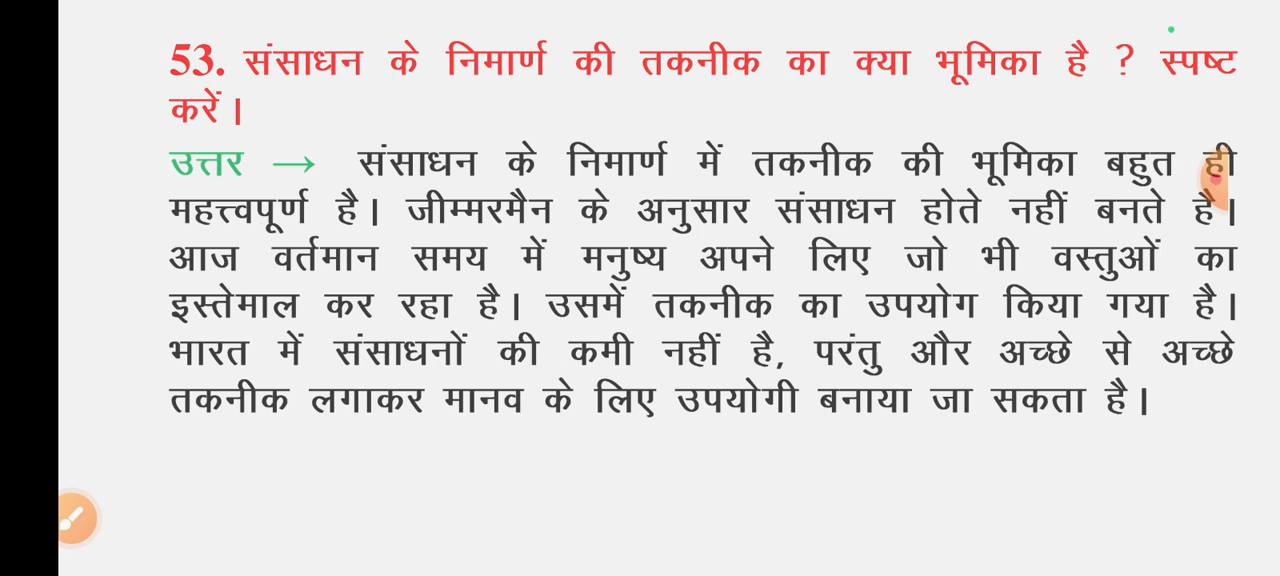 53. संसाधन के निमार्ण की तकनीक का क्या भूमिका है ? स्पष्ट
करें।
उत्तर → संसाधन के निमार्ण में तकनीक की भूमिका बहुत ही
महत्त्वपूर्ण है। जीम्मरमैन के अनुसार संसाधन होते नहीं बनते है।
आज वर्तमान समय में मनुष्य अपने लिए जो भी वस्तुओं का
इस्तेमाल कर रहा है। उसमें तकनीक का उपयोग किया गया है।
भारत में संसाधनों की कमी नहीं है, परंतु और अच्छे से अच्छे
तकनीक लगाकर मानव के लिए उपयोगी बनाया जा सकता है।